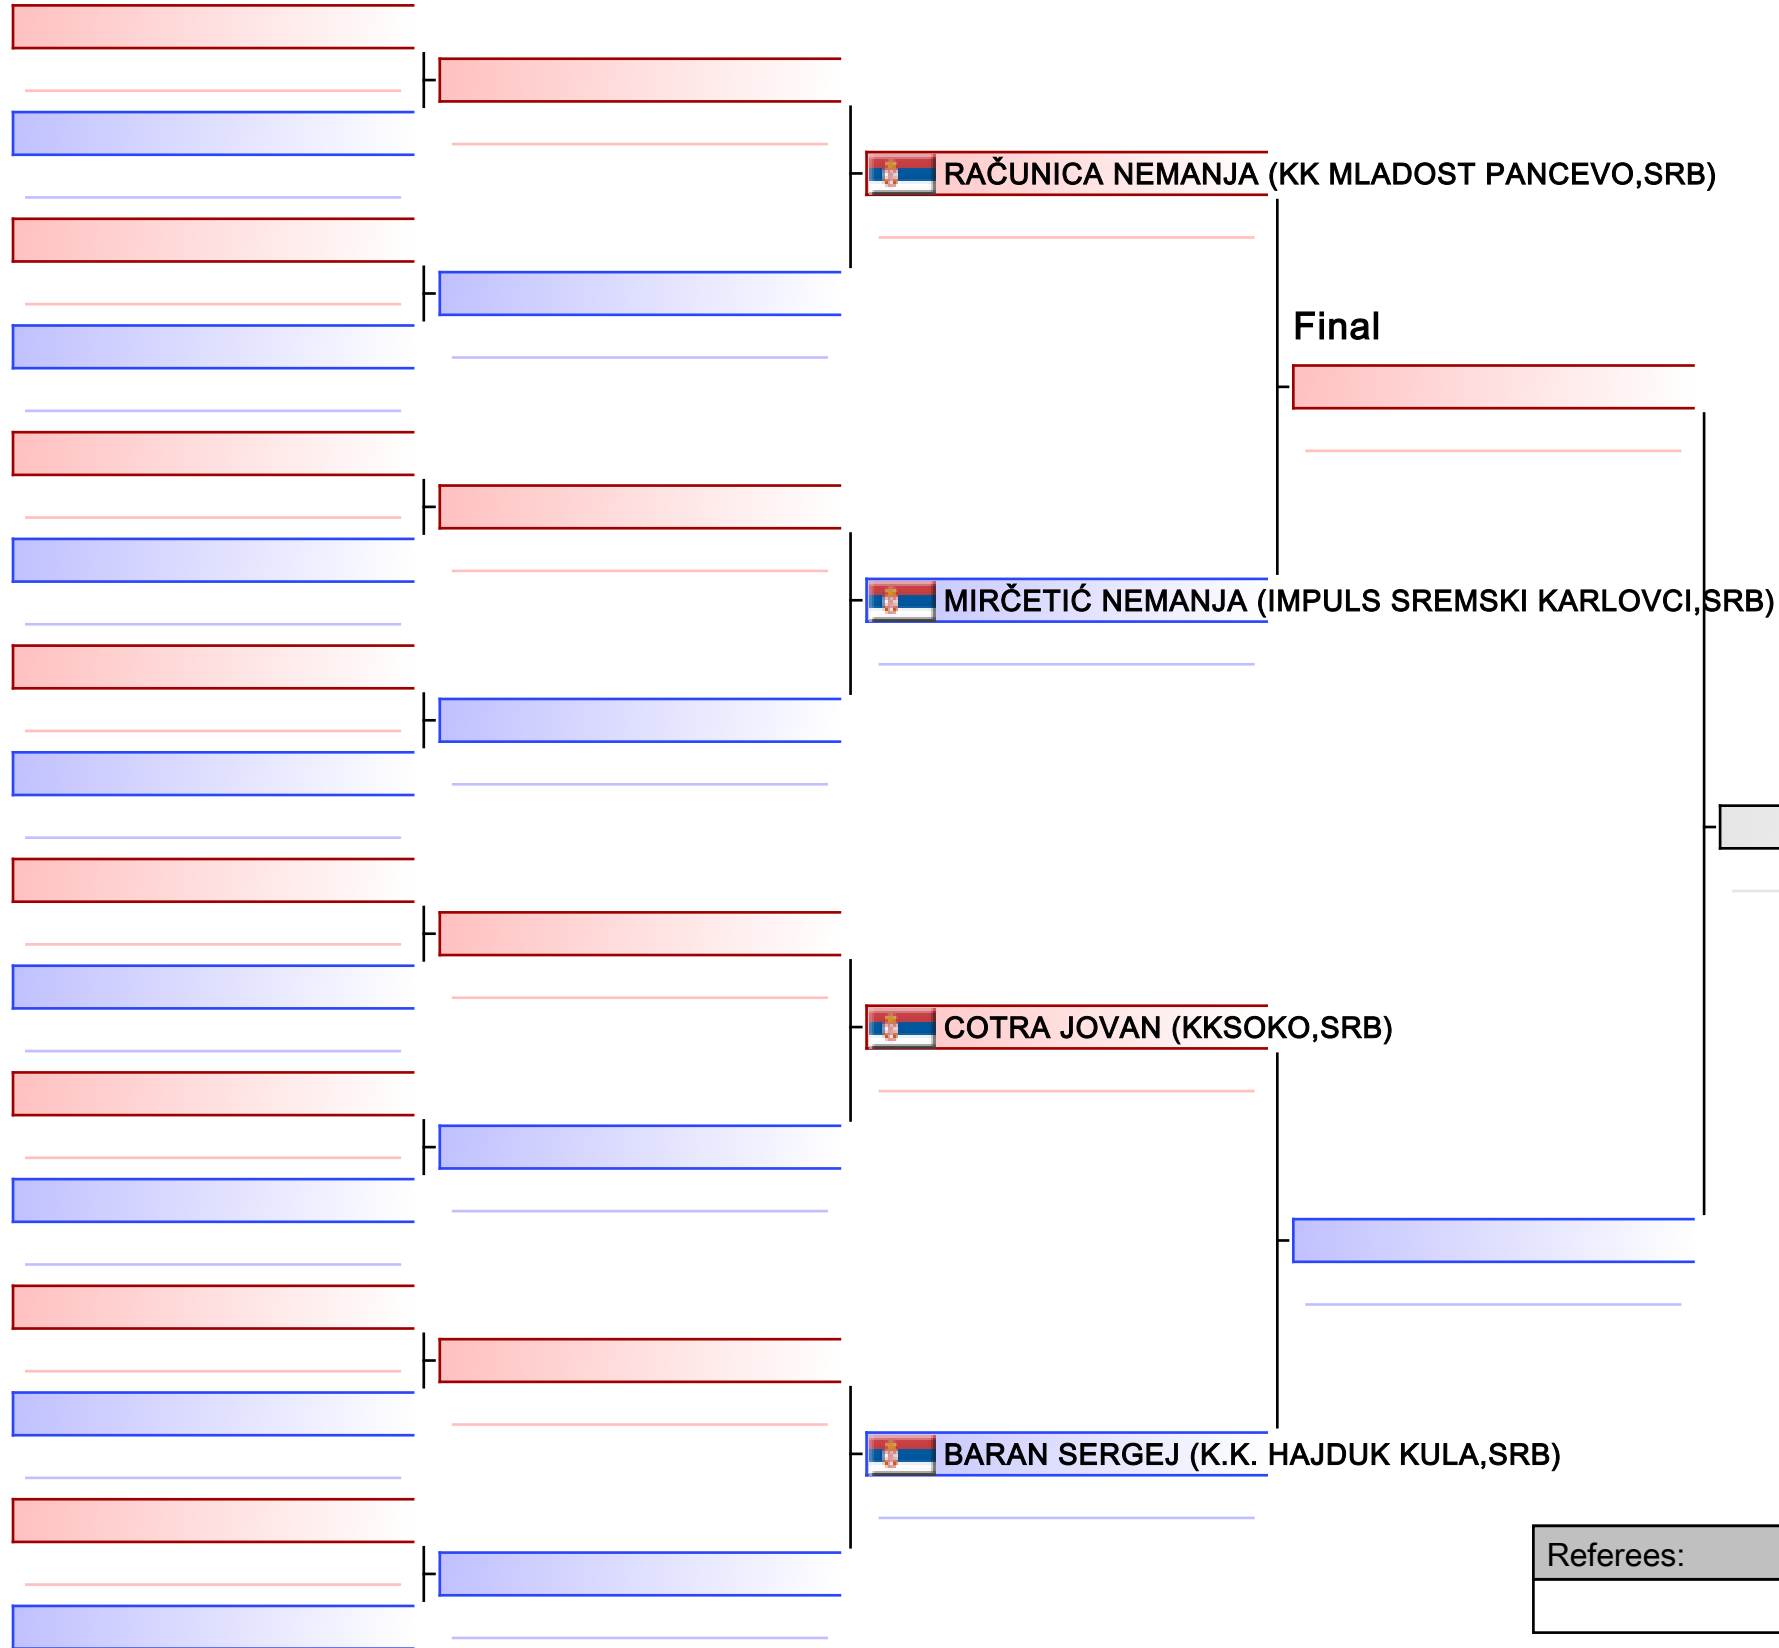 RAČUNICA NEMANJA (KK MLADOST PANCEVO,SRB)
Final
MIRČETIĆ NEMANJA (IMPULS SREMSKI KARLOVCI,SRB)
COTRA JOVAN (KKSOKO,SRB)
BARAN SERGEJ (K.K. HAJDUK KULA,SRB)
Referees: